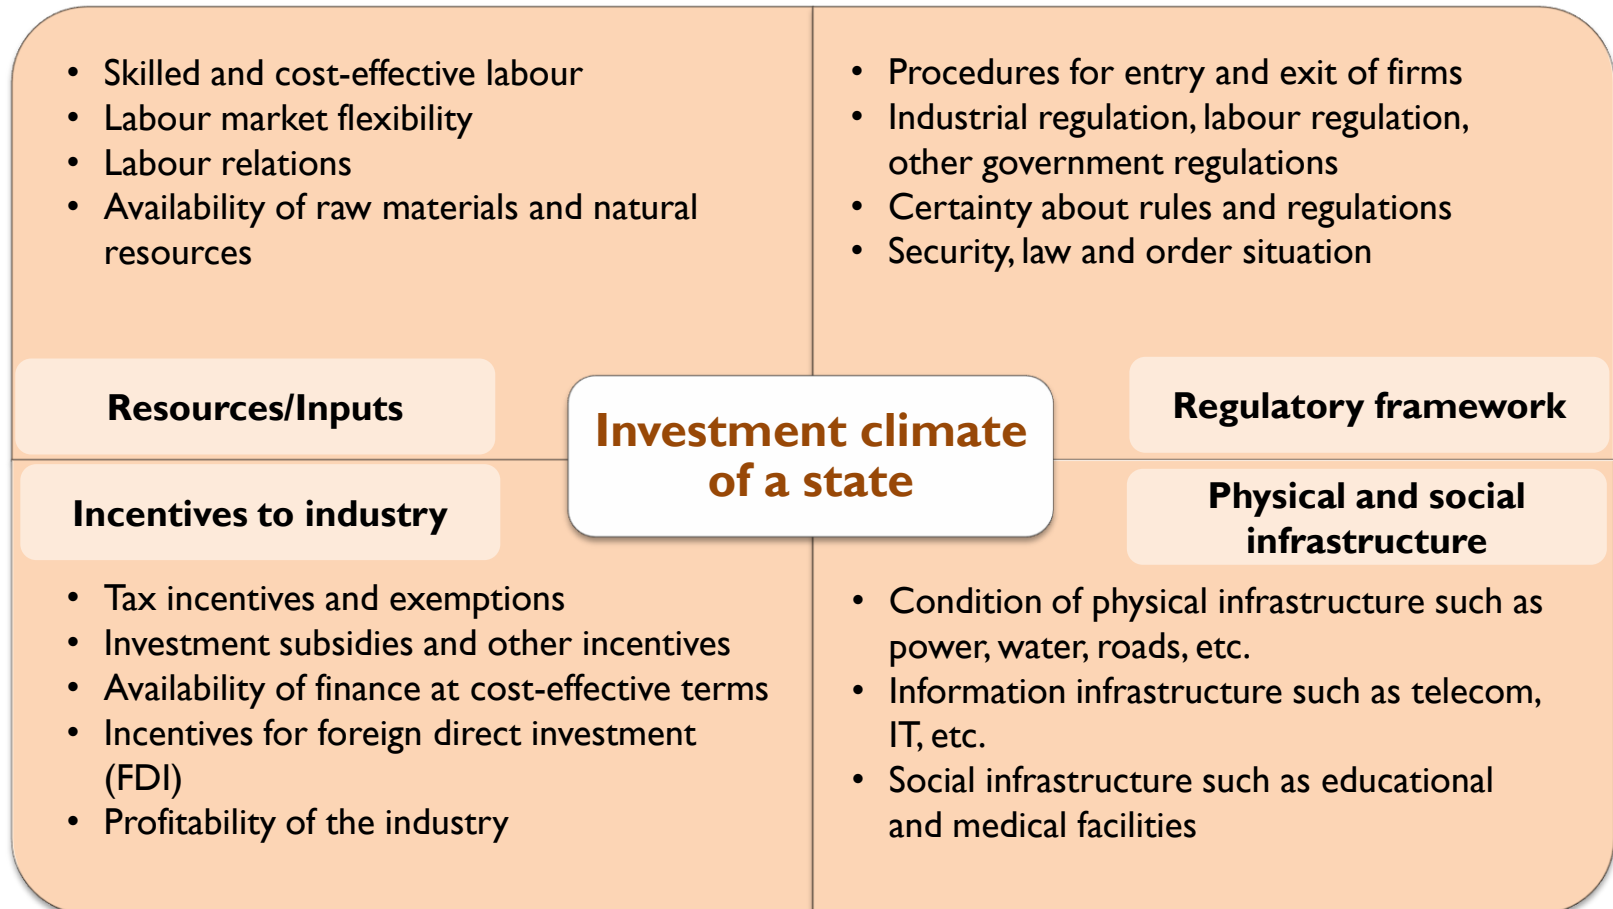 • Skilled and cost-effective labour
• Labour market flexibility
• Labour relations
• Availability of raw materials and natural
resources
Resources/Inputs
• Procedures for entry and exit of firms
• Industrial regulation, labour regulation,
other government regulations
• Certainty about rules and regulations
• Security, law and order situation
Regulatory framework
Investment climate
of a state
Incentives to industry
• Tax incentives and exemptions
• Investment subsidies and other incentives
• Availability of finance at cost-effective terms
• Incentives for foreign direct investment
(FDI)
• Profitability of the industry
Physical and social
infrastructure
• Condition of physical infrastructure such as
power, water, roads, etc.
• Information infrastructure such as telecom,
IT, etc.
• Social infrastructure such as educational
and medical facilities